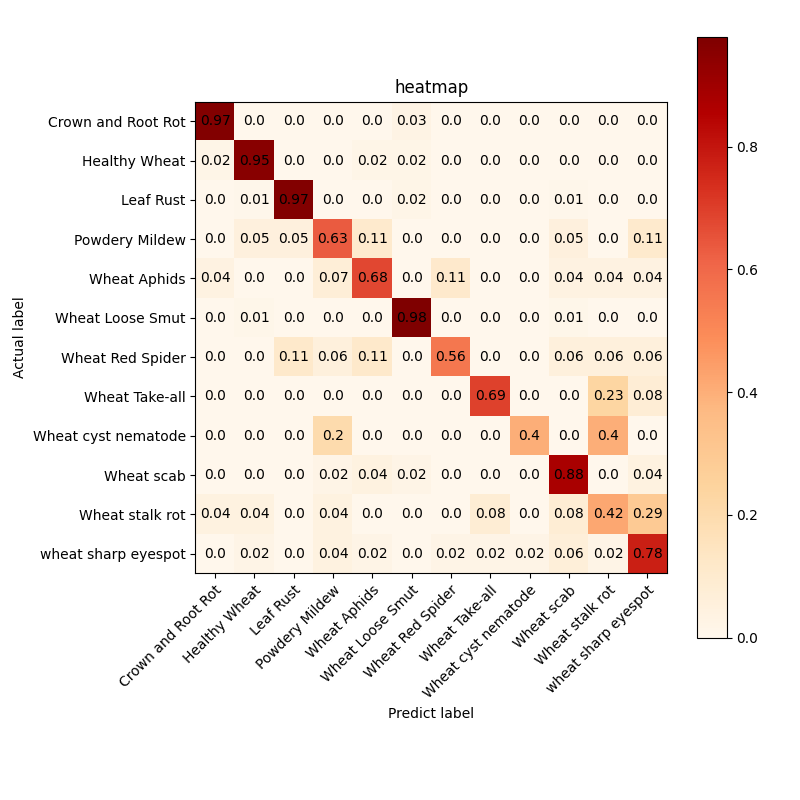 heatmap
Crown and Root Rot 0.97 0.0 0.0 0.0 0.0 0.03 0.0 0.0 0.0 0.0 0.0 0.0
Healthy Wheat 0.02 0.95 0.0 0.0 0.02 0.02 0.0 0.0 0.0 0.0 0.0 0.0
Leaf Rust 0.0 0.01 0.97 0.0 0.0 0.02 0.0 0.0 0.0 0.01 0.0 0.0
Powdery Mildew 0.0 0.05 0.05 0.63 0.11 0.0 0.0 0.0 0.0 0.05 0.0 0.11
Wheat Aphids 0.04 0.0 0.0 0.07 0.68 0.0 0.11 0.0 0.0 0.04 0.04 0.04
Wheat Loose Smut 0.0 0.01 0.0 0.0 0.0 0.98 0.0 0.0 0.0 0.01 0.0 0.0
Wheat Red Spider 0.0 0.0 0.11 0.06 0.11 0.0 0.56 0.0 0.0 0.06 0.06 0.06
Wheat Take-all 0.0 0.0 0.0 0.0 0.0 0.0 0.0 0.69 0.0 0.0 0.23 0.08
Wheat cyst nematode 0.0 0.0 0.0 0.2 0.0 0.0 0.0 0.0 0.4 0.0 0.4 0.0
Wheat scab 0.0 0.0 0.0 0.02 0.04 0.02 0.0 0.0 0.0 0.88 0.0 0.04
Wheat stalk rot 0.04 0.04 0.0 0.04 0.0 0.0 0.0 0.08 0.0 0.08 0.42 0.29
wheat sharp eyespot 0.0 0.02 0.0 0.04 0.02 0.0 0.02 0.02 0.02 0.06 0.02 0.78
Actual label
Crown and Root Rot
Healthy Wheat
Leaf Rust
Powdery Mildew
Wheat Aphids
Wheat Loose Smut
Wheat Red Spider
Wheat Take-all
Wheat cyst nematode
Wheat scab
Wheat stalk rot
wheat sharp eyespot
Predict label
0.8
0.6
0.4
0.2
0.0